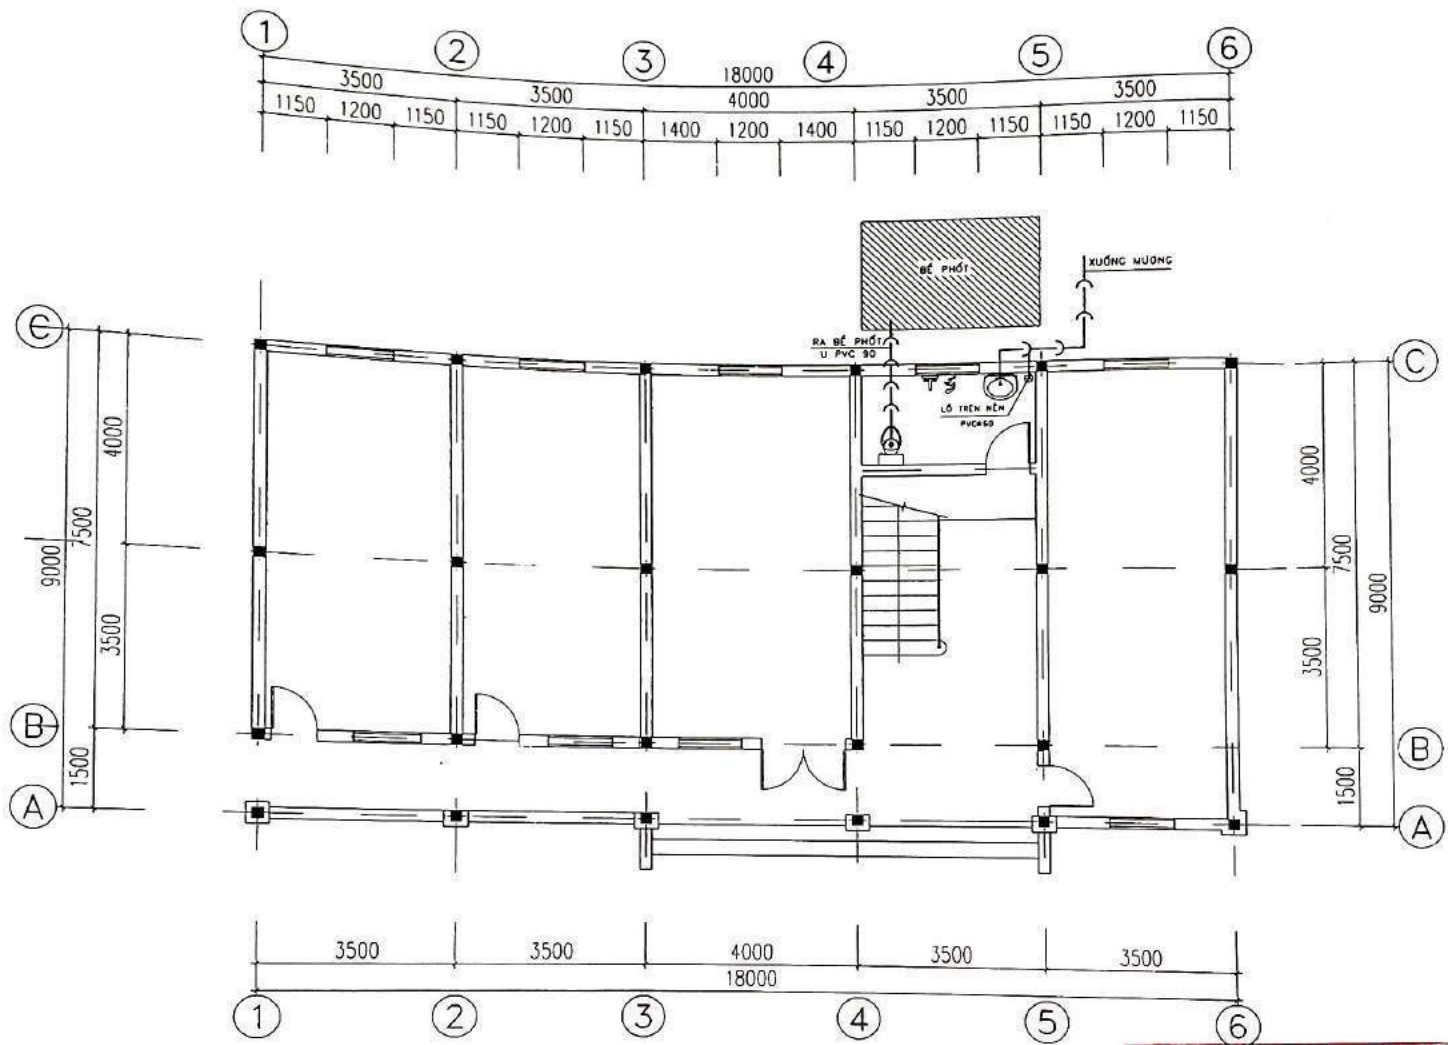 1 2 3 4 5 6
18000
3500 3500 4000 3500 3500
1150 1200 1150 1150 1200 1150 1400 1200 1400 1150 1200 1150 1150 1200 1150
BỂ PHỐT
XUỐNG MƯƠNG
RA BỂ PHỐT
U PVC 90
LỖ TRÊN NỀN
PVCØ60
C
C
4000
7500
9000
3500
1500
4000
7500
9000
3500
1500
B
B
A
A
3500 3500 4000 3500 3500
18000
1 2 3 4 5 6